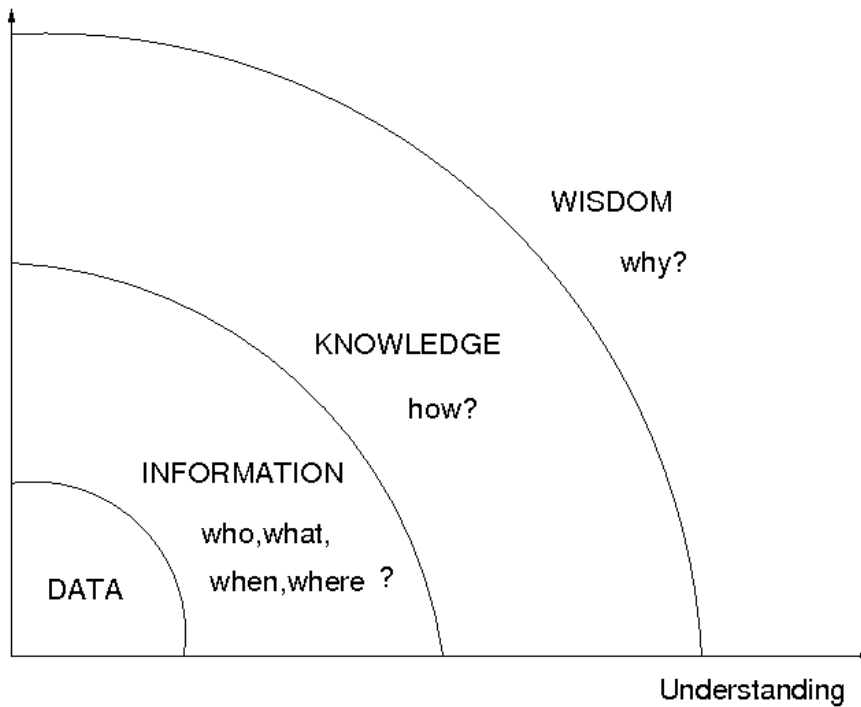 WISDOM
why?
KNOWLEDGE
how?
INFORMATION
who,what,
when,where ?
DATA
Understanding